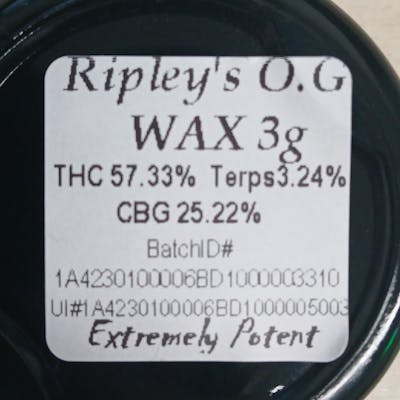 Ripley's O.G
WAX 3g
THC 57.33% Terps3.24%
CBG 25.22%
BatchID#
1A4230100006BD1000003310
UI#1A4230100006BD1000005003
Extremely Potent